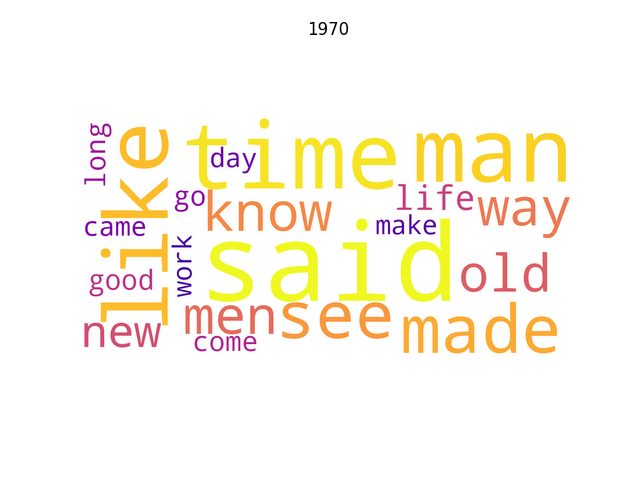 1970
long
like
time
day
man
go
know
life
way
came
make
said
work
good
old
new
men
see
made
come